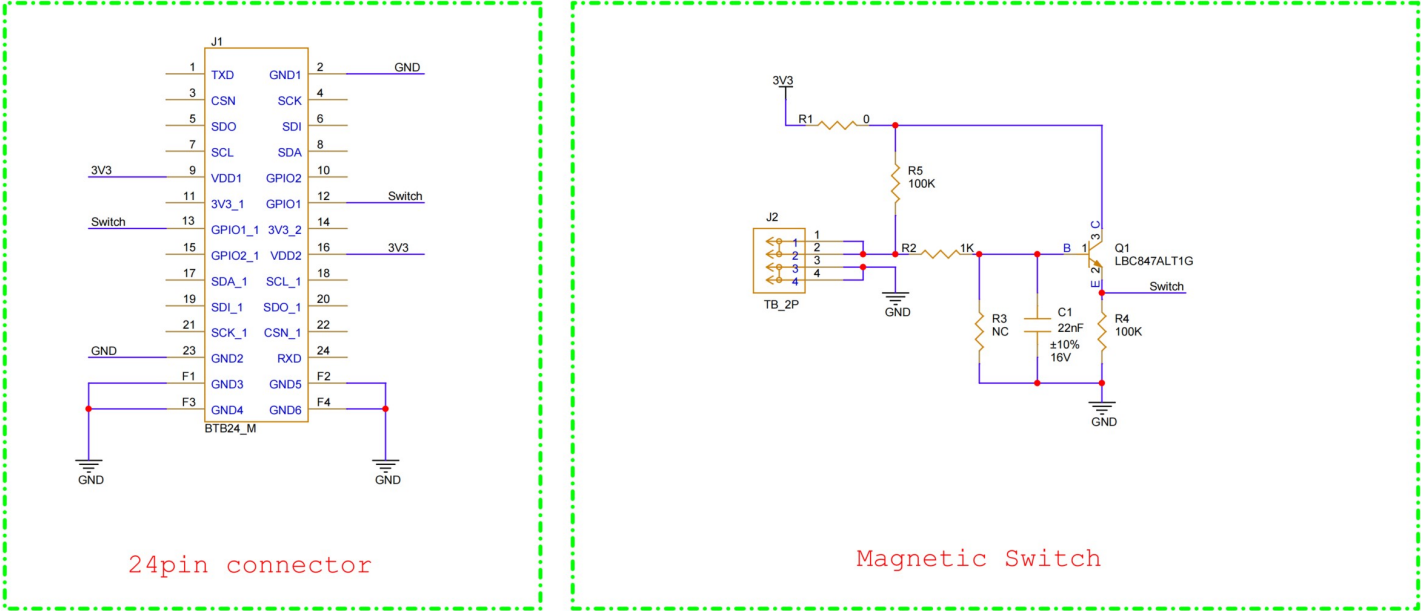 J1
1 TXD GND1 2 GND
3 CSN SCK 4
5 SDO SDI 6
7 SCL SDA 8
3V3 9 VDD1 GPIO2 10
11 3V3_1 GPIO1 12 Switch
Switch 13 GPIO1_1 3V3_2 14
15 GPIO2_1 VDD2 16 3V3
17 SDA_1 SCL_1 18
19 SDI_1 SDO_1 20
21 SCK_1 CSN_1 22
GND 23 GND2 RXD 24
F1 GND3 GND5 F2
F3 GND4 GND6 F4
BTB24_M
GND GND
24pin connector
3V3
R1 0
R5
100K
J2
1 1
2 2
3 3
4 4
TB_2P
GND
R2 1K
B 1
3 C
Q1
LBC847ALT1G
E 2
Switch
R3
NC
C1
22nF
±10%
16V
R4
100K
GND
Magnetic Switch